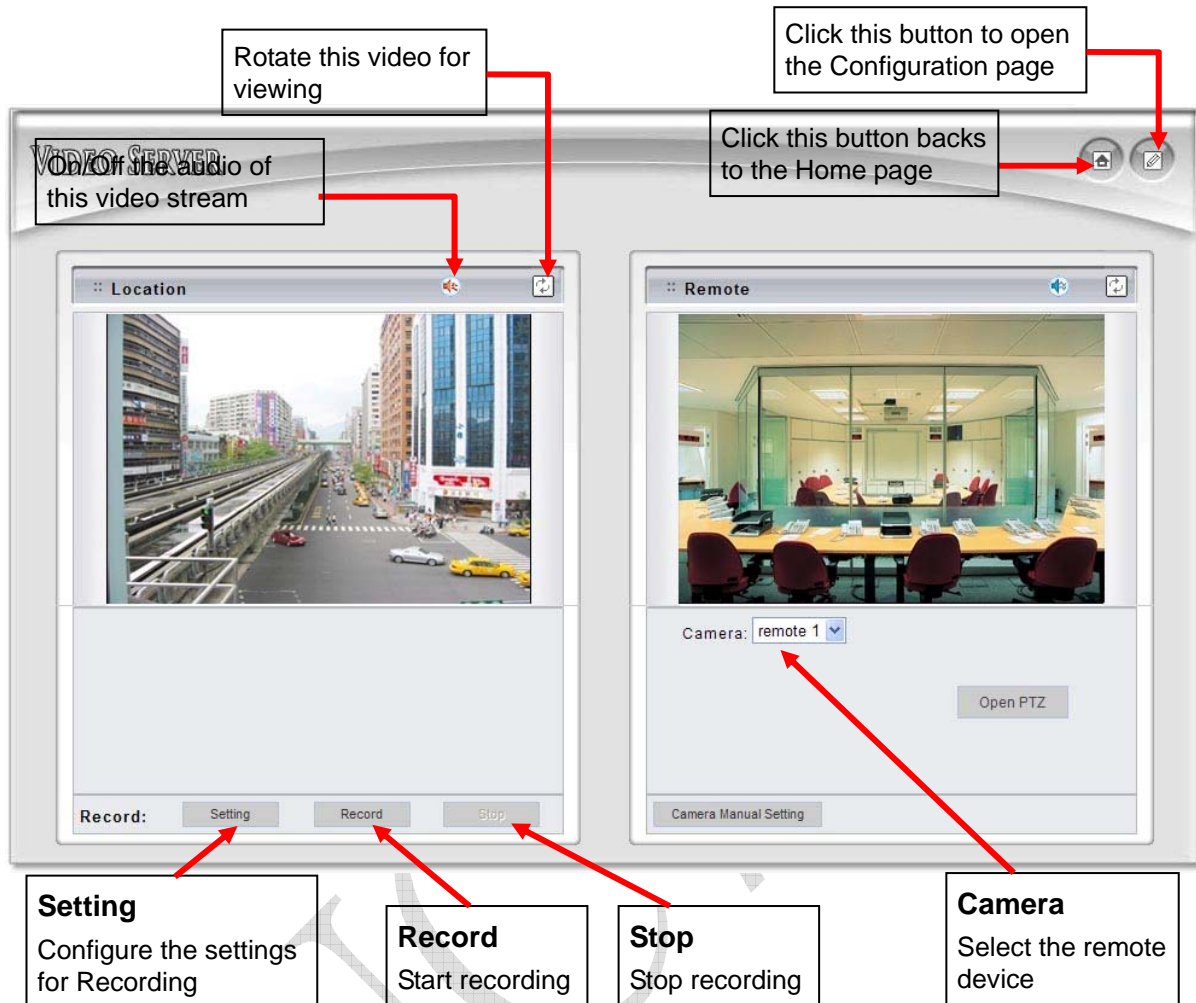 Rotate this video for
viewing
Click this button to open
the Configuration page
VIDEO SERVER
On/Off the audio of
this video stream
Click this button backs
to the Home page
:: Location
:: Remote
Camera: remote 1
Open PTZ
Record: Setting Record Stop
Camera Manual Setting
Setting
Configure the settings
for Recording
Record
Start recording
Stop
Stop recording
Camera
Select the remote
device